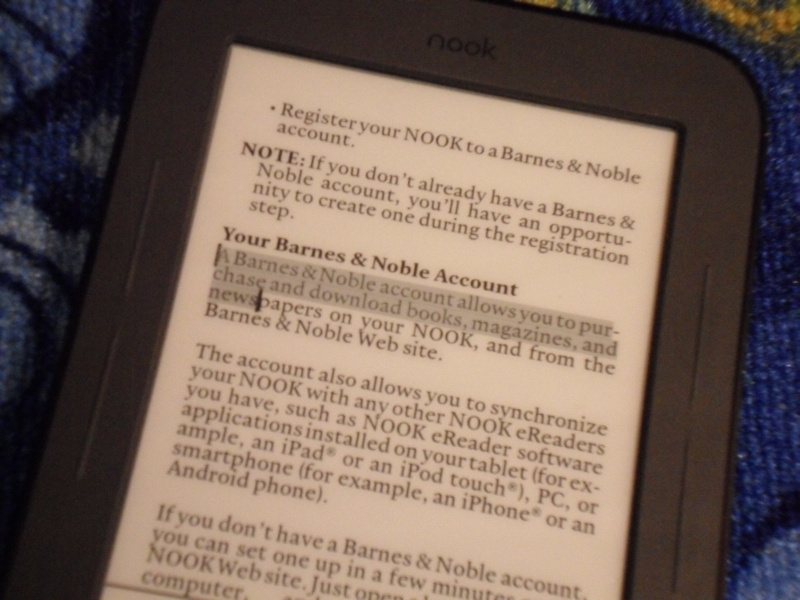 nook
• Register your NOOK to a Barnes & Noble
account.
NOTE: If you don't already have a Barnes &
Noble account, you'll have an opportu-
nity to create one during the registration
step.
Your Barnes & Noble Account
A Barnes & Noble account allows you to pur-
chase and download books, magazines, and
newspapers on your NOOK, and from the
Barnes & Noble Web site.
The account also allows you to synchronize
your NOOK with any other NOOK eReaders
you have, such as NOOK eReader software
applications installed on your tablet (for ex-
ample, an iPad® or an iPod touch®), PC, or
smartphone (for example, an iPhone® or an
Android phone).
If you don't have a Barnes & Noble account,
you can set one up in a few minutes
NOOK Web site. Just open
computer,